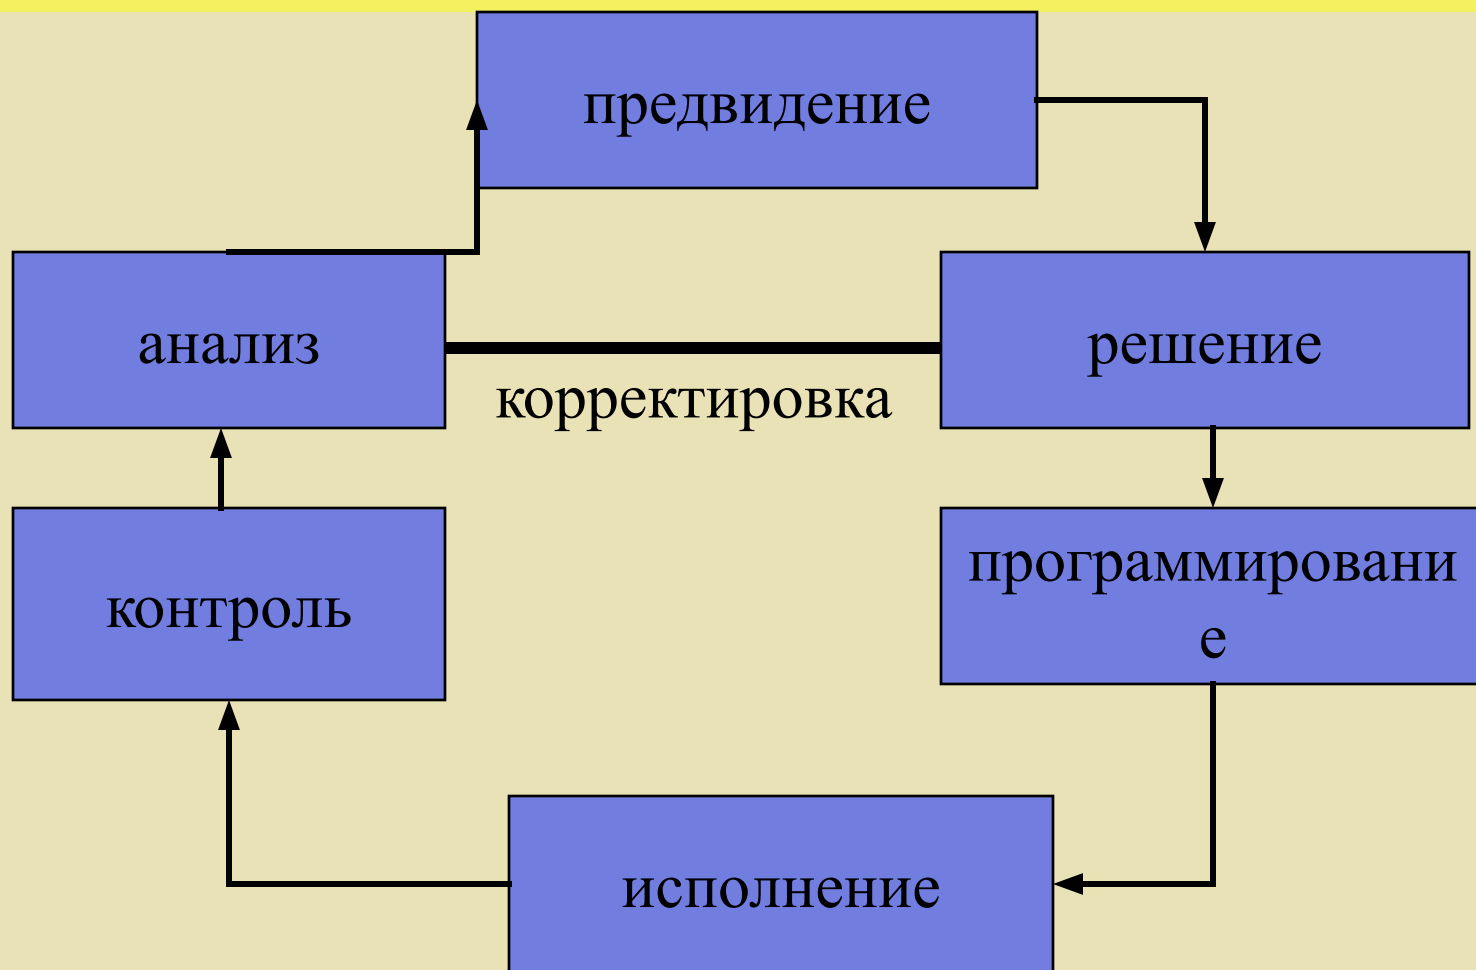 предвидение
анализ
решение
корректировка
контроль
программировани
е
исполнение